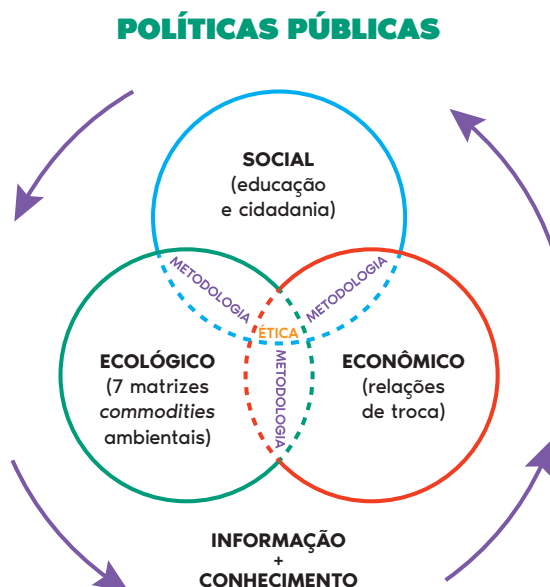 POLÍTICAS PÚBLICAS
SOCIAL
(educação
e cidadania)
METODOLOGIA
METODOLOGIA
ÉTICA
ECOLÓGICO
(7 matrizes
commodities
ambientais)
METODOLOGIA
ECONÔMICO
(relações
de troca)
INFORMAÇÃO
+
CONHECIMENTO